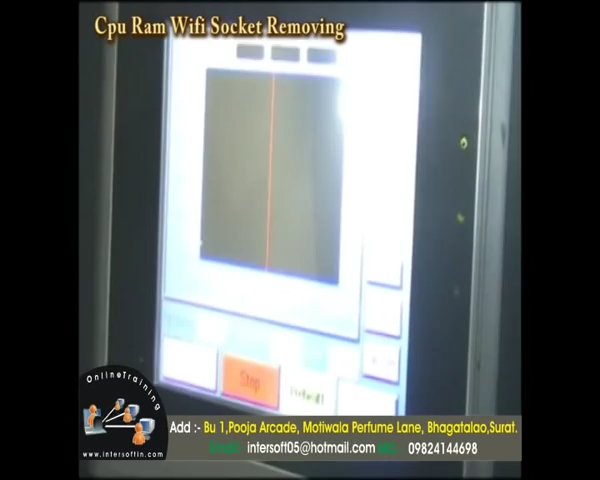 Cpu Ram Wifi Socket Removing
Stop
OnlineTraining
www.intersoftin.com
Add :- Bu 1,Pooja Arcade, Motiwala Perfume Lane, Bhagatalao,Surat.
intersoft05@hotmail.com 09824144698